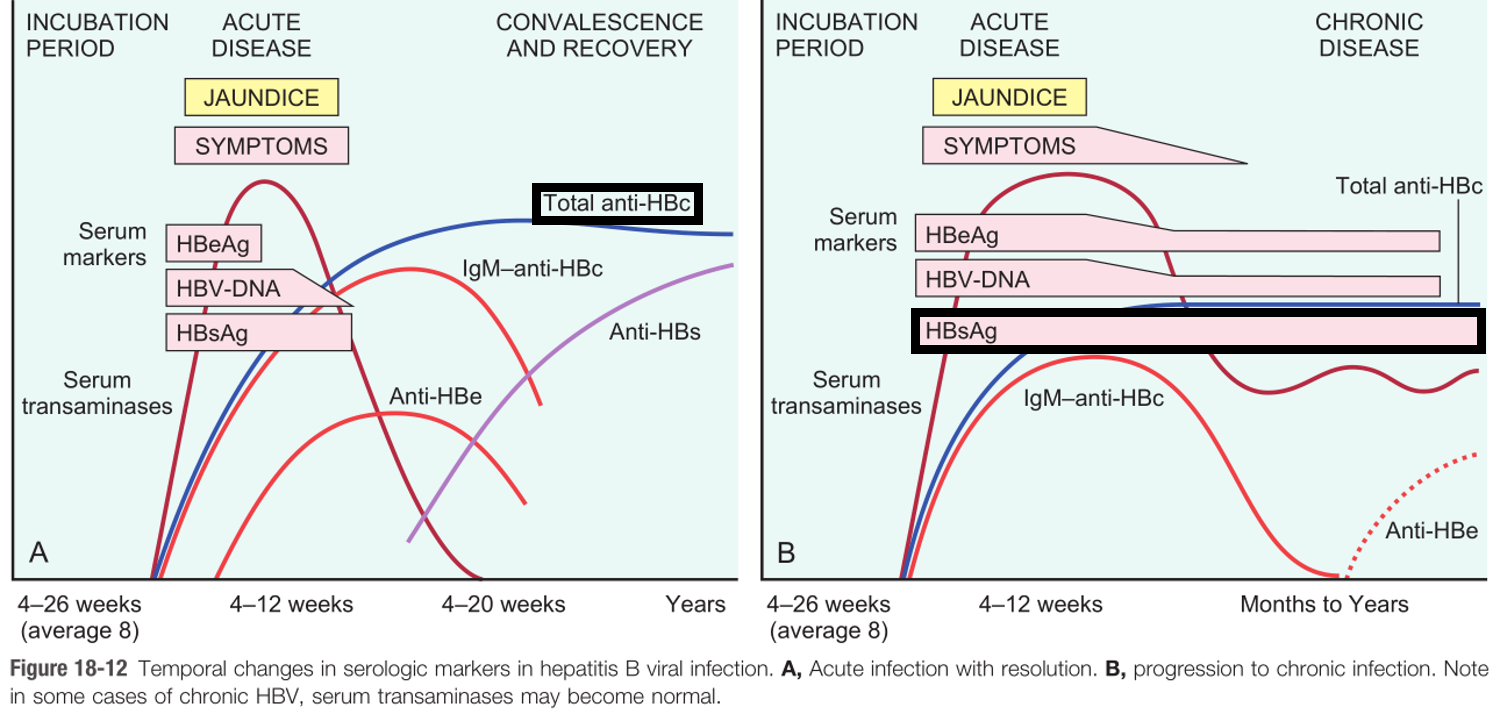 INCUBATION
PERIOD
ACUTE
DISEASE
CONVALESCENCE
AND RECOVERY
JAUNDICE
SYMPTOMS
Total anti-HBc
Serum
markers
HBeAg
IgM–anti-HBc
HBV-DNA
HBsAg
Anti-HBs
Serum
transaminases
Anti-HBe
A
4–26 weeks
(average 8)
4–12 weeks
4–20 weeks
Years
INCUBATION
PERIOD
ACUTE
DISEASE
CHRONIC
DISEASE
JAUNDICE
SYMPTOMS
Total anti-HBc
Serum
markers
HBeAg
HBV-DNA
HBsAg
Serum
transaminases
IgM–anti-HBc
Anti-HBe
B
4–26 weeks
(average 8)
4–12 weeks
Months to Years
Figure 18-12 Temporal changes in serologic markers in hepatitis B viral infection. A, Acute infection with resolution. B, progression to chronic infection. Note
in some cases of chronic HBV, serum transaminases may become normal.